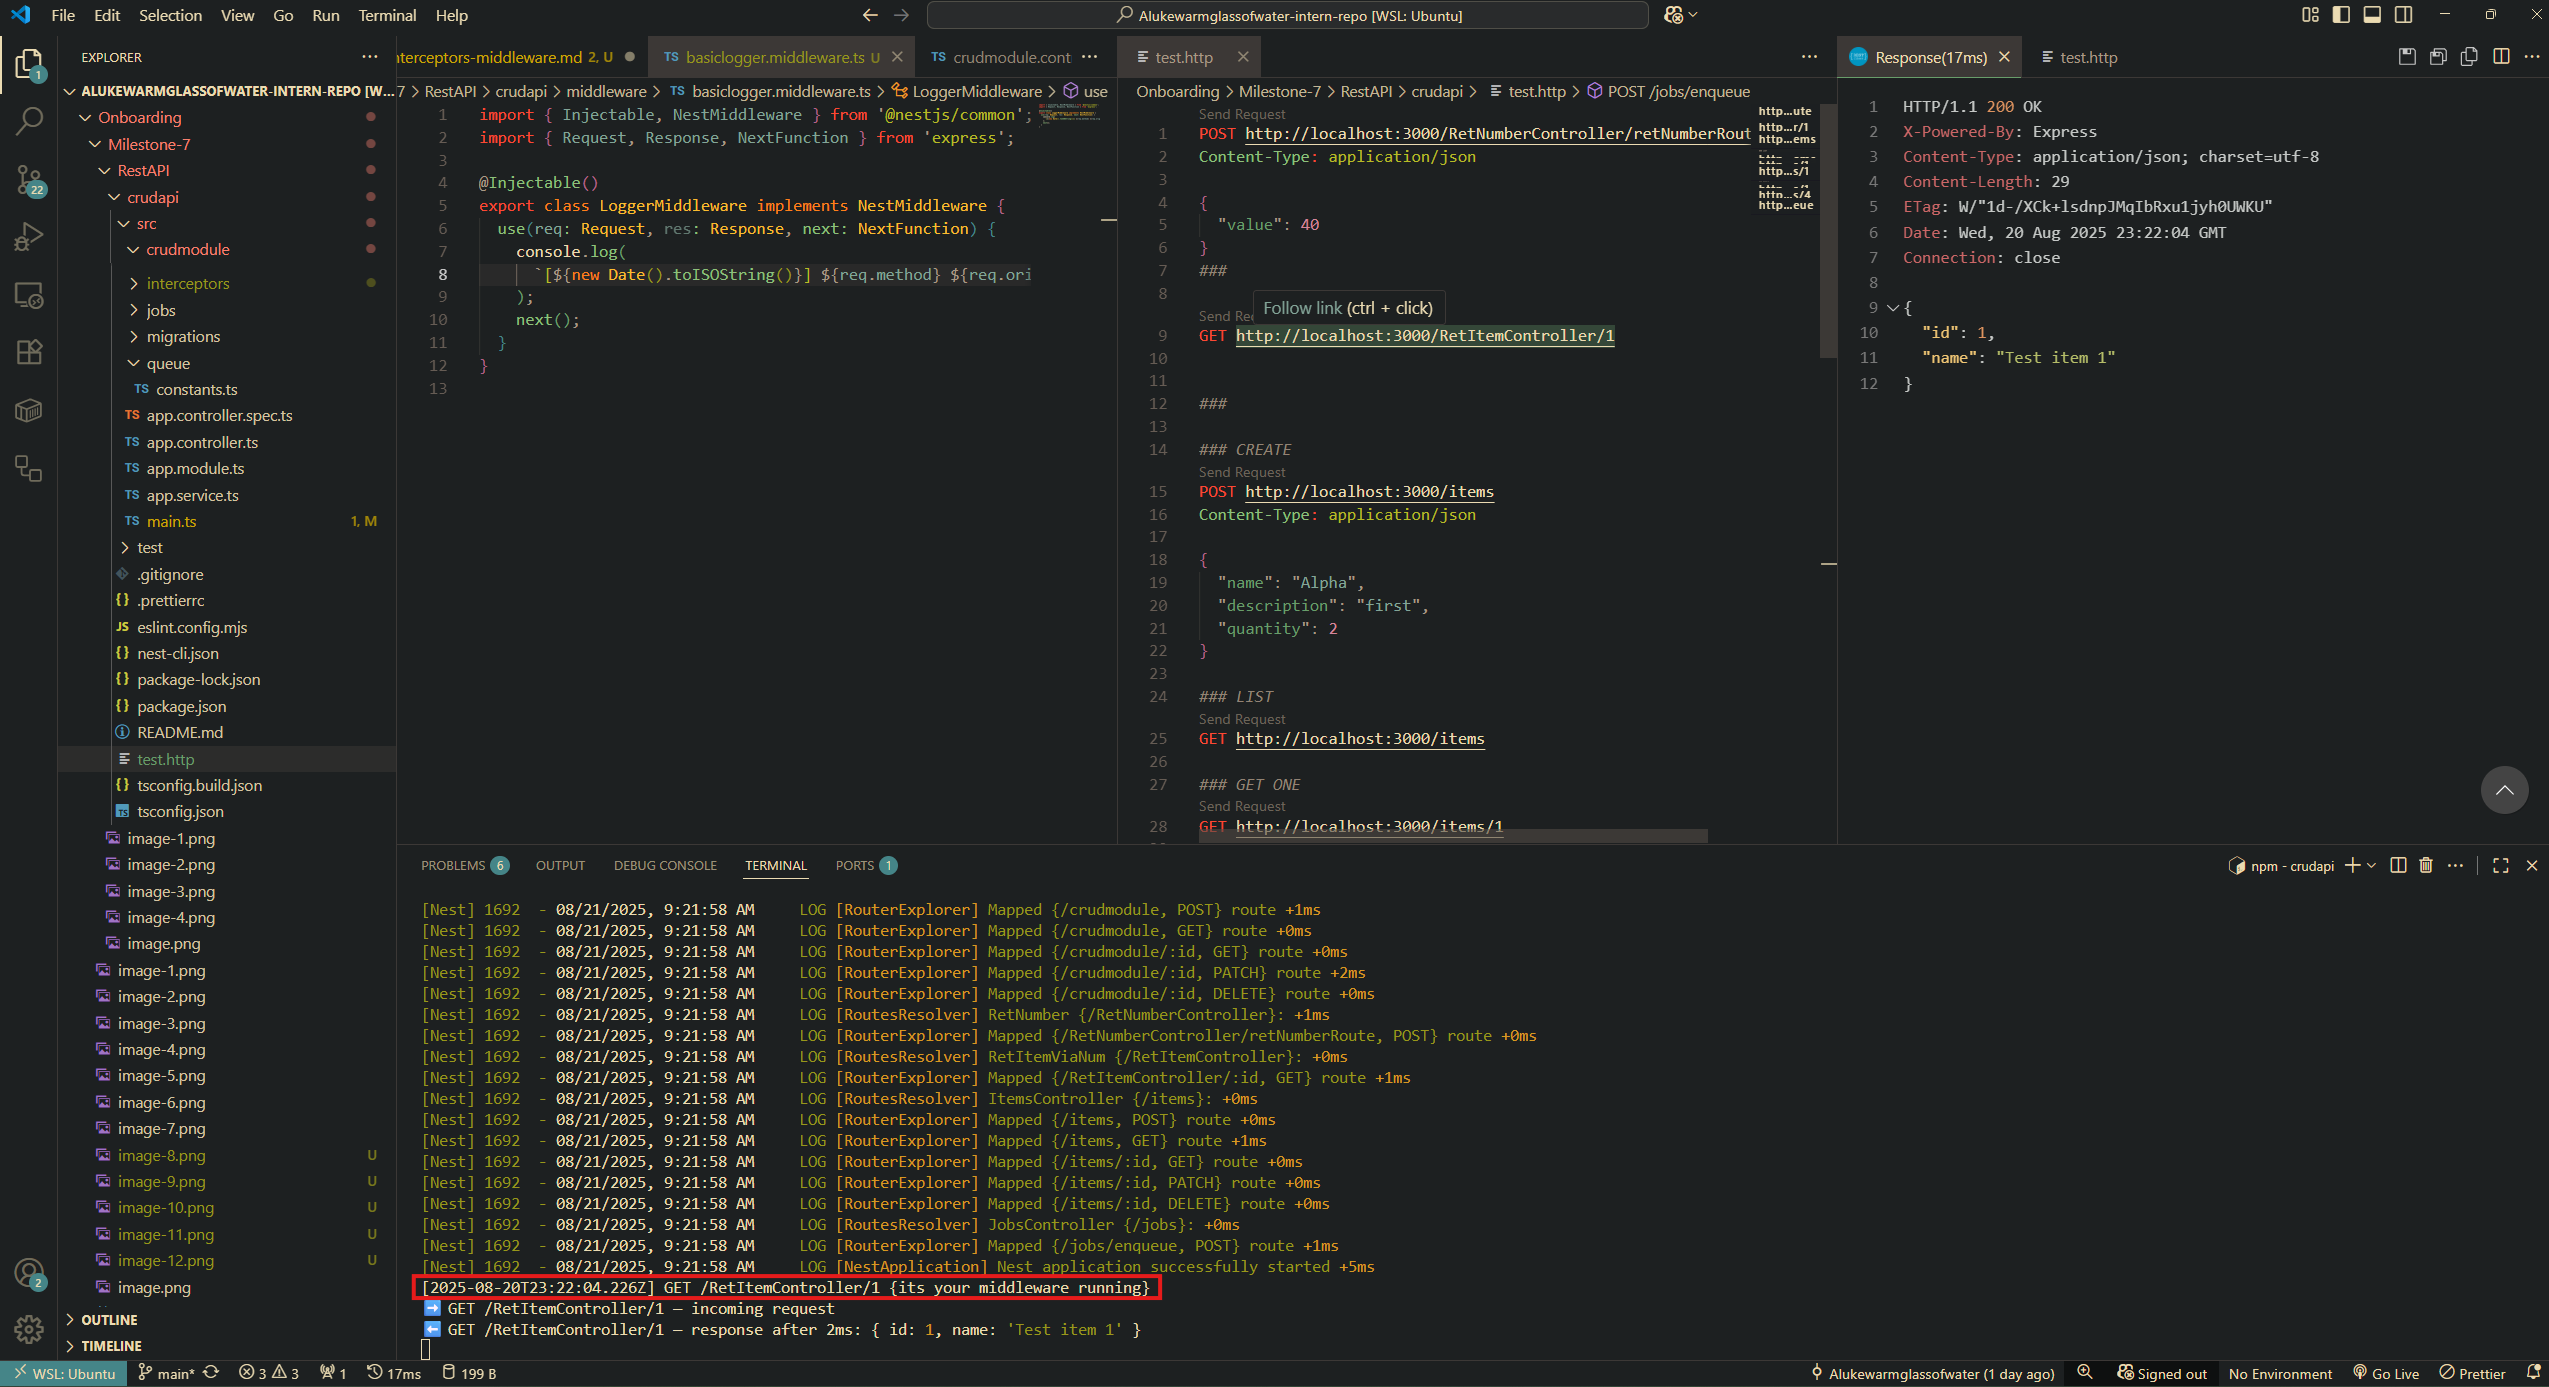 File Edit Selection View Go Run Terminal Help
Alukewarmglassofwater-intern-repo [WSL: Ubuntu]
EXPLORER
ALUKEWARMGLASSOFWATER-INTERN-REPO [W...
Onboarding
Milestone-7
RestAPI
crudapi
src
crudmodule
interceptors
jobs
migrations
queue
TS constants.ts
TS app.controller.spec.ts
TS app.controller.ts
TS app.module.ts
TS app.service.ts
TS main.ts 1, M
test
.gitignore
{} .prettierrc
JS eslint.config.mjs
{} nest-cli.json
{} package-lock.json
{} package.json
README.md
test.http
{} tsconfig.build.json
TS tsconfig.json
image-1.png
image-2.png
image-3.png
image-4.png
image.png
image-1.png
image-2.png
image-3.png
image-4.png
image-5.png
image-6.png
image-7.png
image-8.png U
image-9.png U
image-10.png U
image-11.png U
image-12.png U
image.png
OUTLINE
TIMELINE
1
22
2
nterceptors-middleware.md 2, U
TS basiclogger.middleware.ts U
TS crudmodule.cont
7 > RestAPI > crudapi > middleware > TS basiclogger.middleware.ts > LoggerMiddleware > use
1 import { Injectable, NestMiddleware } from '@nestjs/common';
2 import { Request, Response, NextFunction } from 'express';
3
4 @Injectable()
5 export class LoggerMiddleware implements NestMiddleware {
6 use(req: Request, res: Response, next: NextFunction) {
7 console.log(
8 `[${new Date().toISOString()}] ${req.method} ${req.ori
9 );
10 next();
11 }
12 }
13
test.http
Onboarding > Milestone-7 > RestAPI > crudapi > test.http > POST /jobs/enqueue
Send Request
1 POST http://localhost:3000/RetNumberController/retNumberRout
2 Content-Type: application/json
3
4 {
5 "value": 40
6 }
7 ###
8
Follow link (ctrl + click)
Send Re
9 GET http://localhost:3000/RetItemController/1
10
11
12 ###
13
14 ### CREATE
Send Request
15 POST http://localhost:3000/items
16 Content-Type: application/json
17
18 {
19 "name": "Alpha",
20 "description": "first",
21 "quantity": 2
22 }
23
24 ### LIST
Send Request
25 GET http://localhost:3000/items
26
27 ### GET ONE
Send Request
28 GET http://localhost:3000/items/1
http...ute
http...r/1
http...ems
http...s/4
http...eue
Response(17ms)
test.http
1 HTTP/1.1 200 OK
2 X-Powered-By: Express
3 Content-Type: application/json; charset=utf-8
4 Content-Length: 29
5 ETag: W/"1d-/XCk+lsdnpJMqIbRxu1jyh0UWKU"
6 Date: Wed, 20 Aug 2025 23:22:04 GMT
7 Connection: close
8
9 {
10 "id": 1,
11 "name": "Test item 1"
12 }
PROBLEMS 6 OUTPUT DEBUG CONSOLE TERMINAL PORTS 1
npm - crudapi
[Nest] 1692 - 08/21/2025, 9:21:58 AM LOG [RouterExplorer] Mapped {/crudmodule, POST} route +1ms
[Nest] 1692 - 08/21/2025, 9:21:58 AM LOG [RouterExplorer] Mapped {/crudmodule, GET} route +0ms
[Nest] 1692 - 08/21/2025, 9:21:58 AM LOG [RouterExplorer] Mapped {/crudmodule/:id, GET} route +0ms
[Nest] 1692 - 08/21/2025, 9:21:58 AM LOG [RouterExplorer] Mapped {/crudmodule/:id, PATCH} route +2ms
[Nest] 1692 - 08/21/2025, 9:21:58 AM LOG [RouterExplorer] Mapped {/crudmodule/:id, DELETE} route +0ms
[Nest] 1692 - 08/21/2025, 9:21:58 AM LOG [RoutesResolver] RetNumber {/RetNumberController}: +1ms
[Nest] 1692 - 08/21/2025, 9:21:58 AM LOG [RouterExplorer] Mapped {/RetNumberController/retNumberRoute, POST} route +0ms
[Nest] 1692 - 08/21/2025, 9:21:58 AM LOG [RoutesResolver] RetItemViaNum {/RetItemController}: +0ms
[Nest] 1692 - 08/21/2025, 9:21:58 AM LOG [RouterExplorer] Mapped {/RetItemController/:id, GET} route +1ms
[Nest] 1692 - 08/21/2025, 9:21:58 AM LOG [RoutesResolver] ItemsController {/items}: +0ms
[Nest] 1692 - 08/21/2025, 9:21:58 AM LOG [RouterExplorer] Mapped {/items, POST} route +0ms
[Nest] 1692 - 08/21/2025, 9:21:58 AM LOG [RouterExplorer] Mapped {/items, GET} route +1ms
[Nest] 1692 - 08/21/2025, 9:21:58 AM LOG [RouterExplorer] Mapped {/items/:id, GET} route +0ms
[Nest] 1692 - 08/21/2025, 9:21:58 AM LOG [RouterExplorer] Mapped {/items/:id, PATCH} route +0ms
[Nest] 1692 - 08/21/2025, 9:21:58 AM LOG [RouterExplorer] Mapped {/items/:id, DELETE} route +0ms
[Nest] 1692 - 08/21/2025, 9:21:58 AM LOG [RoutesResolver] JobsController {/jobs}: +0ms
[Nest] 1692 - 08/21/2025, 9:21:58 AM LOG [RouterExplorer] Mapped {/jobs/enqueue, POST} route +1ms
[Nest] 1692 - 08/21/2025, 9:21:58 AM LOG [NestApplication] Nest application successfully started +5ms
[2025-08-20T23:22:04.226Z] GET /RetItemController/1 {its your middleware running}
➡️ GET /RetItemController/1 — incoming request
⬅️ GET /RetItemController/1 — response after 2ms: { id: 1, name: 'Test item 1' }
WSL: Ubuntu main* 3 3 1 17ms 199 B
Alukewarmglassofwater (1 day ago) Signed out No Environment Go Live Prettier